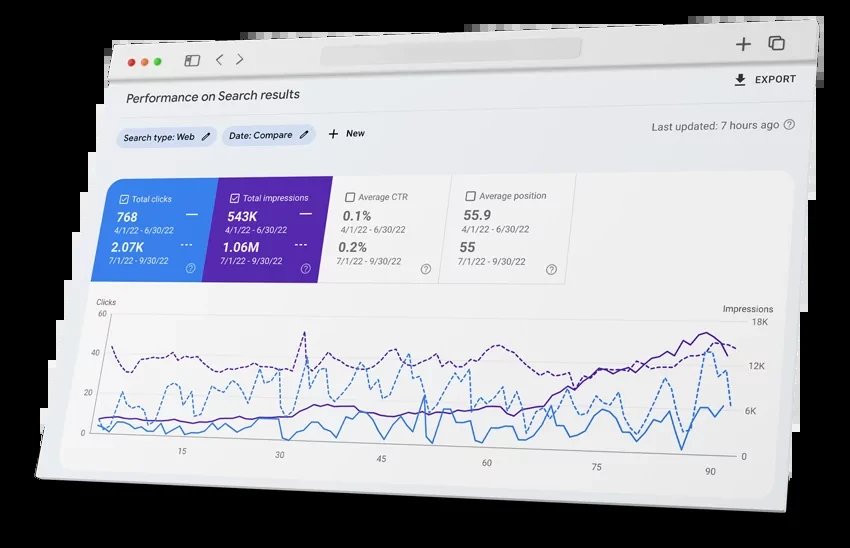 EXPORT
Performance on Search results
Search type: Web
Date: Compare
+ New
Last updated: 7 hours ago
Total clicks
768
4/1/22 - 6/30/22
2.07K
7/1/22 - 9/30/22
Total impressions
543K
4/1/22 - 6/30/22
1.06M
7/1/22 - 9/30/22
Average CTR
0.1%
4/1/22 - 6/30/22
0.2%
7/1/22 - 9/30/22
Average position
55.9
4/1/22 - 6/30/22
55
7/1/22 - 9/30/22
Clicks
Impressions
60
40
20
0
18K
12K
6K
0
15
30
45
60
75
90